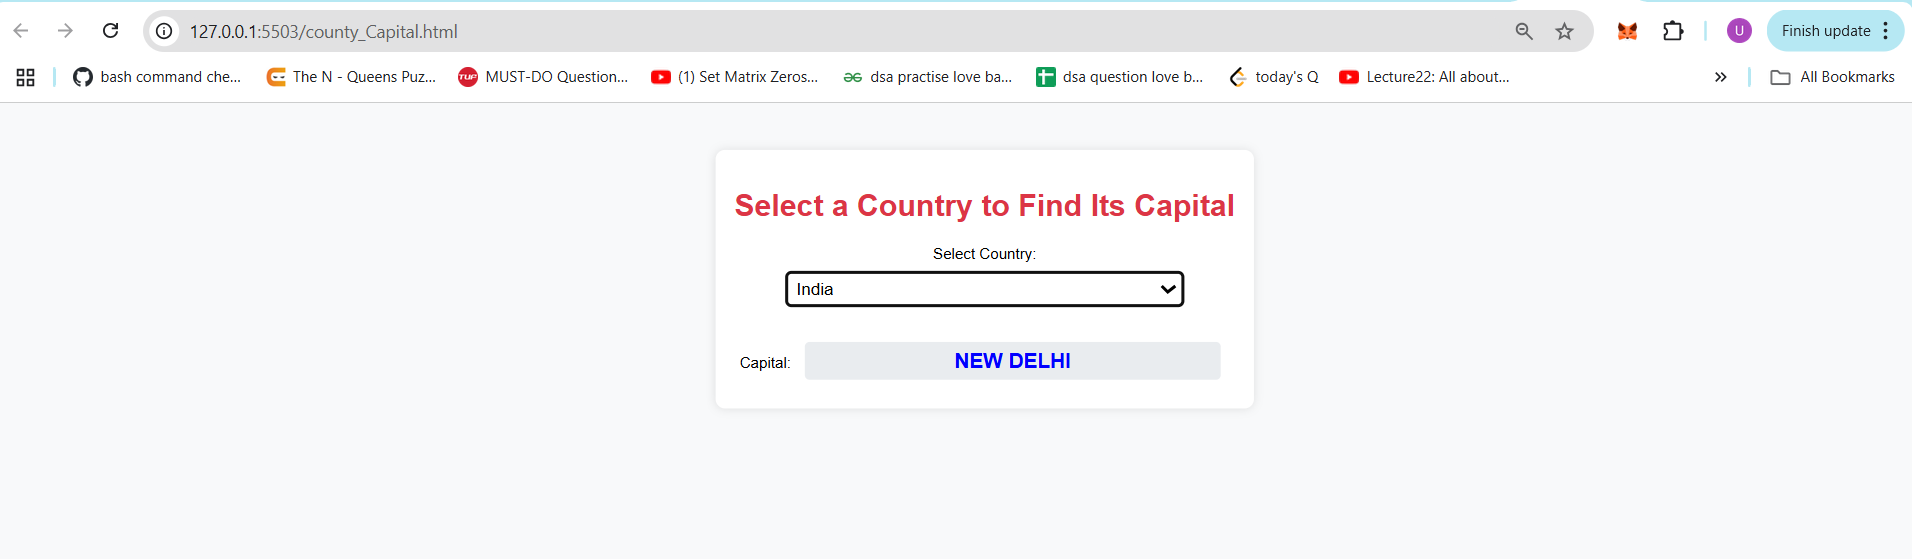 127.0.0.1:5503/county_Capital.html
U
Finish update
bash command che...
The N - Queens Puz...
TUF
MUST-DO Question...
(1) Set Matrix Zeros...
dsa practise love ba...
dsa question love b...
today's Q
Lecture22: All about...
All Bookmarks
Select a Country to Find Its Capital
Select Country:
India
Capital:
NEW DELHI